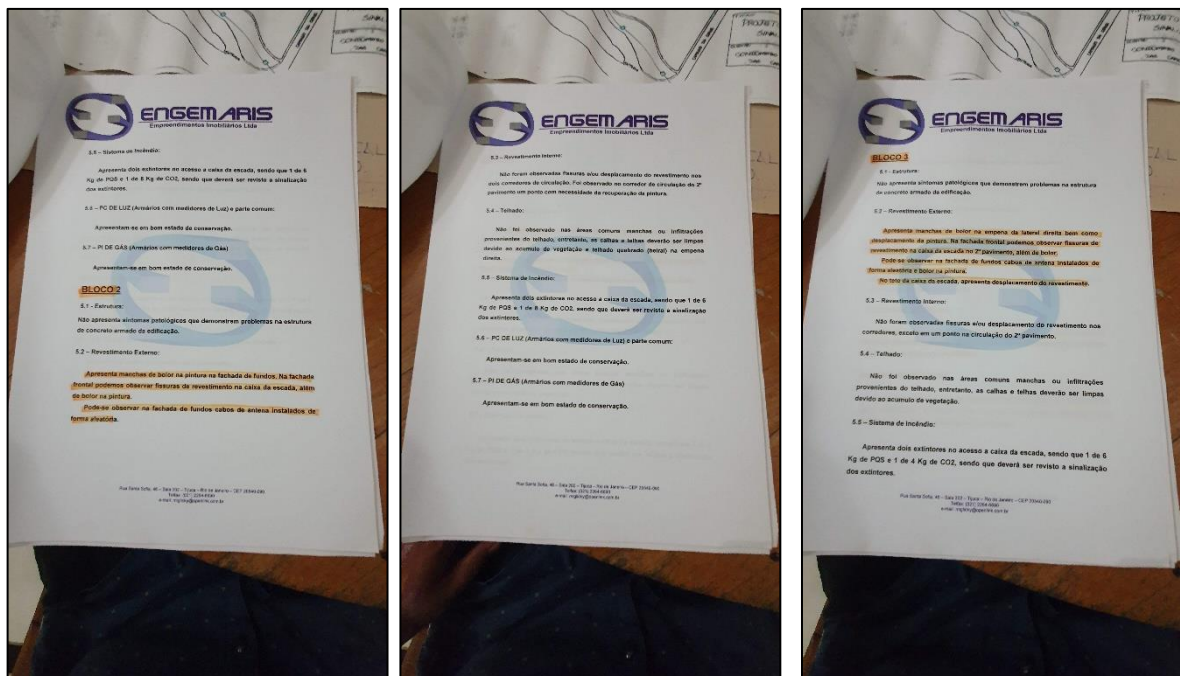 ENGEMARIS
Empreendimentos Imobiliários Ltda
5.5 – Sistema de Incêndio:
Apresenta dois extintores no acesso a caixa da escada, sendo que 1 de 6
Kg de PQS e 1 de 6 Kg de CO2, sendo que deverá ser revisto a sinalização
dos extintores.
5.6 – PC DE LUZ (Armários com medidores de Luz) e parte comum:
Apresentam-se em bom estado de conservação.
5.7 – PI DE GÁS (Armários com medidores de Gás)
Apresentam-se em bom estado de conservação.
BLOCO 2
5.1 - Estrutura:
Não apresenta sintomas patológicos que demonstrem problemas na estrutura
de concreto armado da edificação.
5.2 – Revestimento Externo:
Apresenta manchas de bolor na pintura na fachada de fundos. Na fachada
frontal podemos observar fissuras de revestimento na caixa da escada, além
de bolor na pintura.
Pode-se observar na fachada de fundos cabos de antena instalados de
forma aleatória.
ENGEMARIS
Empreendimentos Imobiliários Ltda
5.3 – Revestimento Interno:
Não foram observadas fissuras e/ou desplacamento do revestimento nos
dois corredores de circulação. Foi observado no corredor de circulação do 2º
pavimento um ponto com necessidade da recuperação da pintura.
5.4 – Telhado:
Não foi observado nas áreas comuns manchas ou infiltrações
provenientes do telhado, entretanto, as calhas e telhas deverão ser limpas
devido ao acumulo de vegetação e telhado quebrado (beiral) na empena
direita.
5.5 – Sistema de Incêndio:
Apresenta dois extintores no acesso a caixa da escada, sendo que 1 de 6
Kg de PQS e 1 de 6 Kg de CO2, sendo que deverá ser revisto a sinalização
dos extintores.
5.6 – PC DE LUZ (Armários com medidores de Luz) e parte comum:
Apresentam-se em bom estado de conservação.
5.7 – PI DE GÁS (Armários com medidores de Gás)
Apresentam-se em bom estado de conservação.
ENGEMARIS
Empreendimentos Imobiliários Ltda
BLOCO 3
5.1 - Estrutura:
Não apresenta sintomas patológicos que demonstrem problemas na estrutura
de concreto armado da edificação.
5.2 – Revestimento Externo:
Apresenta manchas de bolor na empena da lateral direita bem como
desplacamento da pintura. Na fachada frontal podemos observar fissuras de
revestimento na caixa da escada no 2º pavimento, além de bolor.
Pode-se observar na fachada de fundos cabos de antena instalados de
forma aleatória e bolor na pintura.
No teto da caixa de escada, apresenta desplacamento do revestimento.
5.3 – Revestimento Interno:
Não foram observadas fissuras e/ou desplacamento do revestimento nos
corredores, exceto em um ponto na circulação do 2º pavimento.
5.4 – Telhado:
Não foi observado nas áreas comuns manchas ou infiltrações
provenientes do telhado, entretanto, as calhas e telhas deverão ser limpas
devido ao acumulo de vegetação.
5.5 – Sistema de Incêndio:
Apresenta dois extintores no acesso a caixa da escada, sendo que 1 de 6
Kg de PQS e 1 de 4 Kg de CO2, sendo que deverá ser revisto a sinalização
dos extintores.